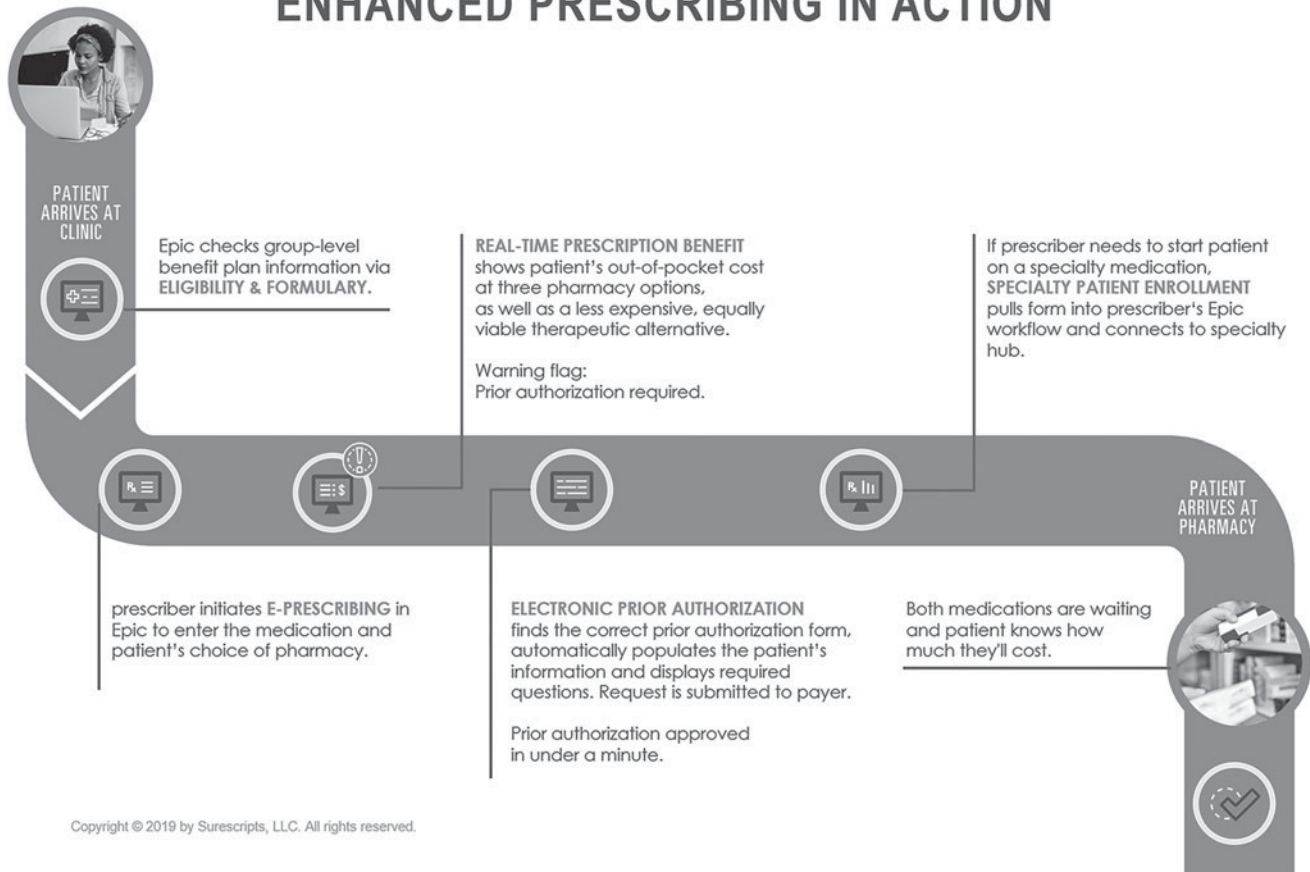 ENHANCED PRESCRIBING IN ACTION
PATIENT
ARRIVES AT
CLINIC
Epic checks group-level
benefit plan information via
ELIGIBILITY & FORMULARY.
prescriber initiates E-PRESCRIBING in
Epic to enter the medication and
patient's choice of pharmacy.
REAL-TIME PRESCRIPTION BENEFIT
shows patient's out-of-pocket cost
at three pharmacy options,
as well as a less expensive, equally
viable therapeutic alternative.
Warning flag:
Prior authorization required.
ELECTRONIC PRIOR AUTHORIZATION
finds the correct prior authorization form,
automatically populates the patient's
information and displays required
questions. Request is submitted to payer.
Prior authorization approved
in under a minute.
If prescriber needs to start patient
on a specialty medication,
SPECIALTY PATIENT ENROLLMENT
pulls form into prescriber's Epic
workflow and connects to specialty
hub.
PATIENT
ARRIVES AT
PHARMACY
Both medications are waiting
and patient knows how
much they'll cost.
Rx
!
$
Rx
Copyright © 2019 by Surescripts, LLC. All rights reserved.